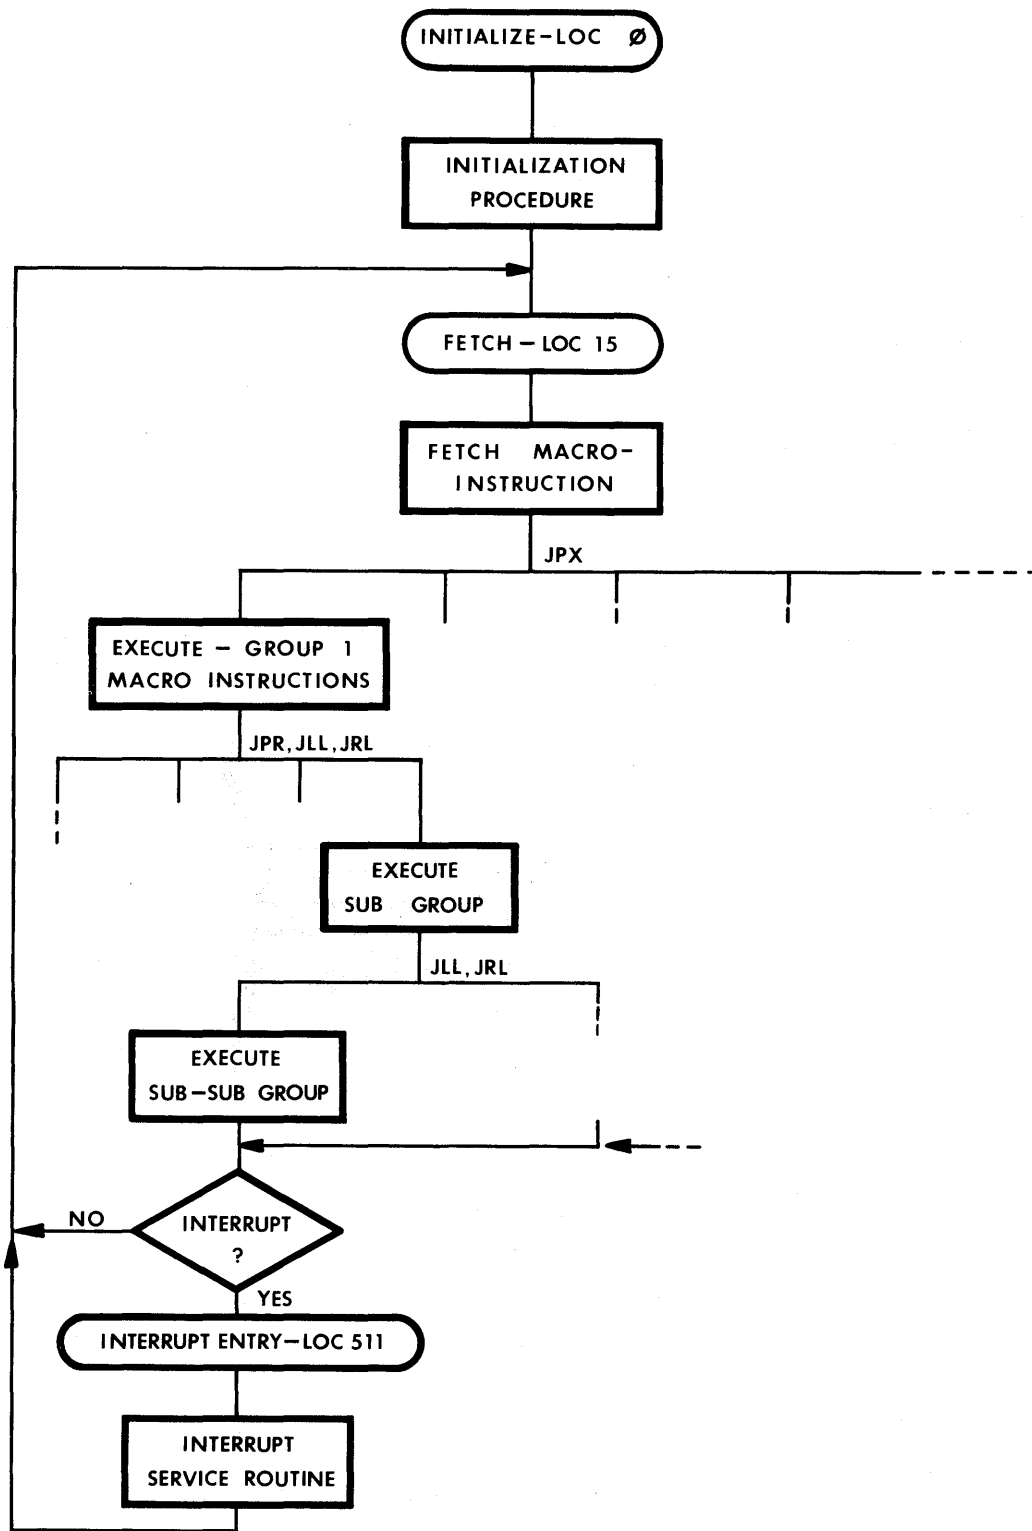 INITIALIZE-LOC Ø
INITIALIZATION
PROCEDURE
FETCH - LOC 15
FETCH MACRO-
INSTRUCTION
JPX
EXECUTE - GROUP 1
MACRO INSTRUCTIONS
JPR, JLL, JRL
EXECUTE
SUB GROUP
JLL, JRL
EXECUTE
SUB-SUB GROUP
NO
INTERRUPT
?
YES
INTERRUPT ENTRY-LOC 511
INTERRUPT
SERVICE ROUTINE